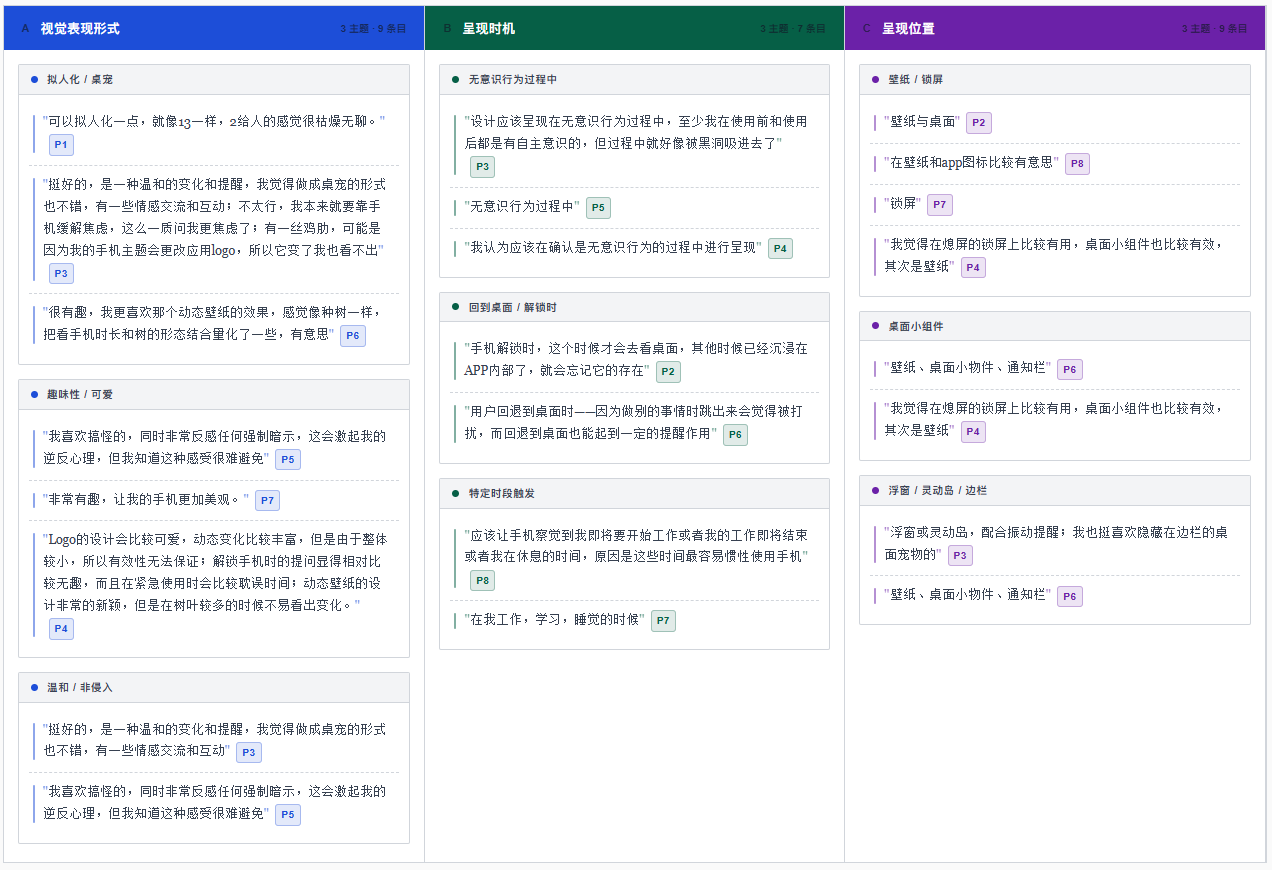 A 视觉表现形式 3 主题 · 9 条目
拟人化 / 桌宠
"可以拟人化一点，就像13一样，2给人的感觉很枯燥无聊。"
P1
"挺好的，是一种温和的变化和提醒，我觉得做成桌宠的形式
也不错，有一些情感交流和互动；不太行，我本来就要靠手
机缓解焦虑，这么一质问我更焦虑了；有一丝鸡肋，可能是
因为我的手机主题会更改应用logo，所以它变了我也看不出"
P3
"很有趣，我更喜欢那个动态壁纸的效果，感觉像种树一样，
把看手机时长和树的形态结合量化了一些，有意思" P6
趣味性 / 可爱
"我喜欢搞怪的，同时非常反感任何强制暗示，这会激起我的
逆反心理，但我知道这种感受很难避免" P5
"非常有趣，让我的手机更加美观。" P7
"Logo的设计会比较可爱，动态变化比较丰富，但是由于整体
较小，所以有效性无法保证；解锁手机时的提问显得相对比
较无趣，而且在紧急使用时会比较耽误时间；动态壁纸的设
计非常的新颖，但是在树叶较多的时候不易看出变化。"
P4
温和 / 非侵入
"挺好的，是一种温和的变化和提醒，我觉得做成桌宠的形式
也不错，有一些情感交流和互动" P3
"我喜欢搞怪的，同时非常反感任何强制暗示，这会激起我的
逆反心理，但我知道这种感受很难避免" P5
B 呈现时机 3 主题 · 7 条目
无意识行为过程中
"设计应该呈现在无意识行为过程中，至少我在使用前和使用
后都是有自主意识的，但过程中就好像被黑洞吸进去了"
P3
"无意识行为过程中" P5
"我认为应该在确认是无意识行为的过程中进行呈现" P4
回到桌面 / 解锁时
"手机解锁时，这个时候才会去看桌面，其他时候已经沉浸在
APP内部了，就会忘记它的存在" P2
"用户回退到桌面时——因为做别的事情时跳出来会觉得被打
扰，而回退到桌面也能起到一定的提醒作用" P6
特定时段触发
"应该让手机察觉到我即将要开始工作或者我的工作即将结束
或者我在休息的时间，原因是这些时间最容易惯性使用手机"
P8
"在我工作，学习，睡觉的时候" P7
C 呈现位置 3 主题 · 9 条目
壁纸 / 锁屏
"壁纸与桌面" P2
"在壁纸和app图标比较有意思" P8
"锁屏" P7
"我觉得在熄屏的锁屏上比较有用，桌面小组件也比较有效，
其次是壁纸" P4
桌面小组件
"壁纸、桌面小物件、通知栏" P6
"我觉得在熄屏的锁屏上比较有用，桌面小组件也比较有效，
其次是壁纸" P4
浮窗 / 灵动岛 / 边栏
"浮窗或灵动岛，配合振动提醒；我也挺喜欢隐藏在边栏的桌
面宠物的" P3
"壁纸、桌面小物件、通知栏" P6